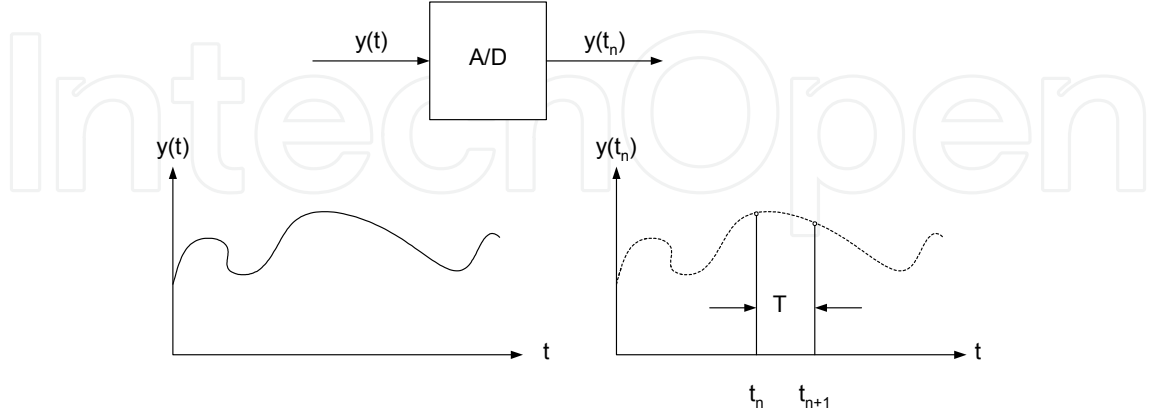 IntechOpen
y(t)
A/D
y(tₙ)
y(t)
t
y(tₙ)
T
t
tₙ
tₙ₊₁